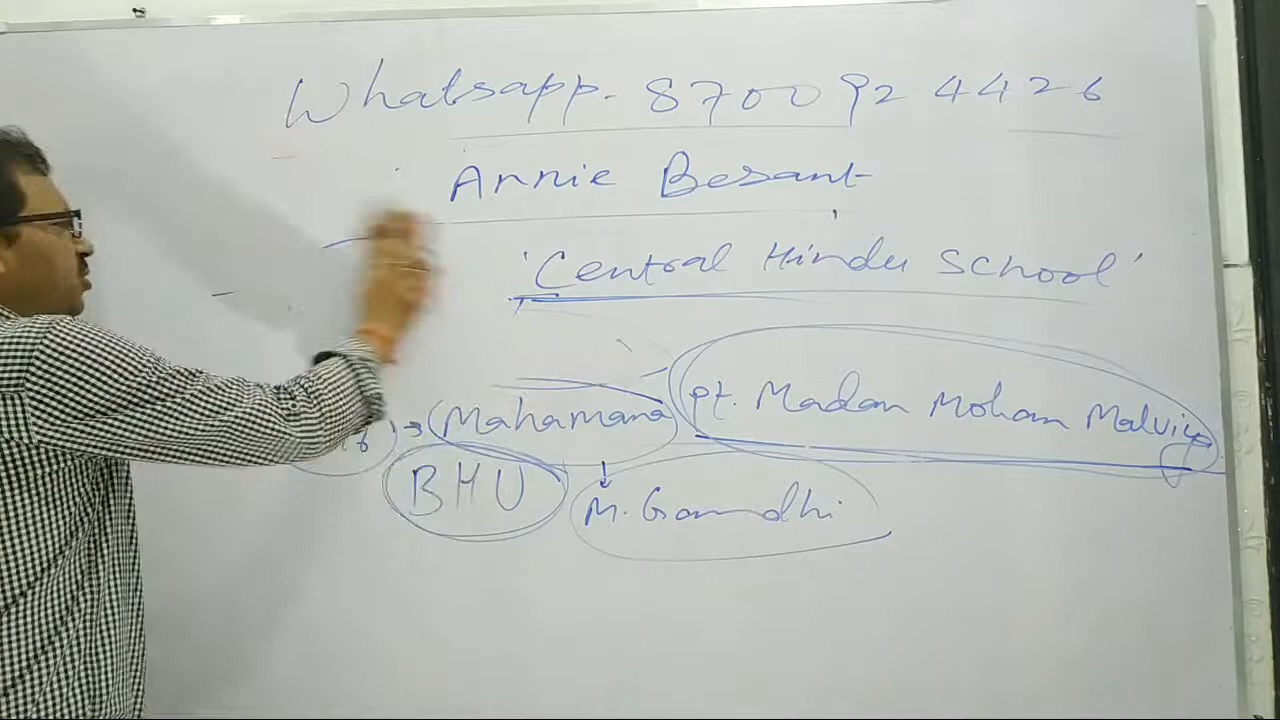 Whatsapp. 8700924426
Annie Besant
'Central Hindu School'
→ Mahamana pt. Madan Mohan Malviya
BHU M. Gandhi